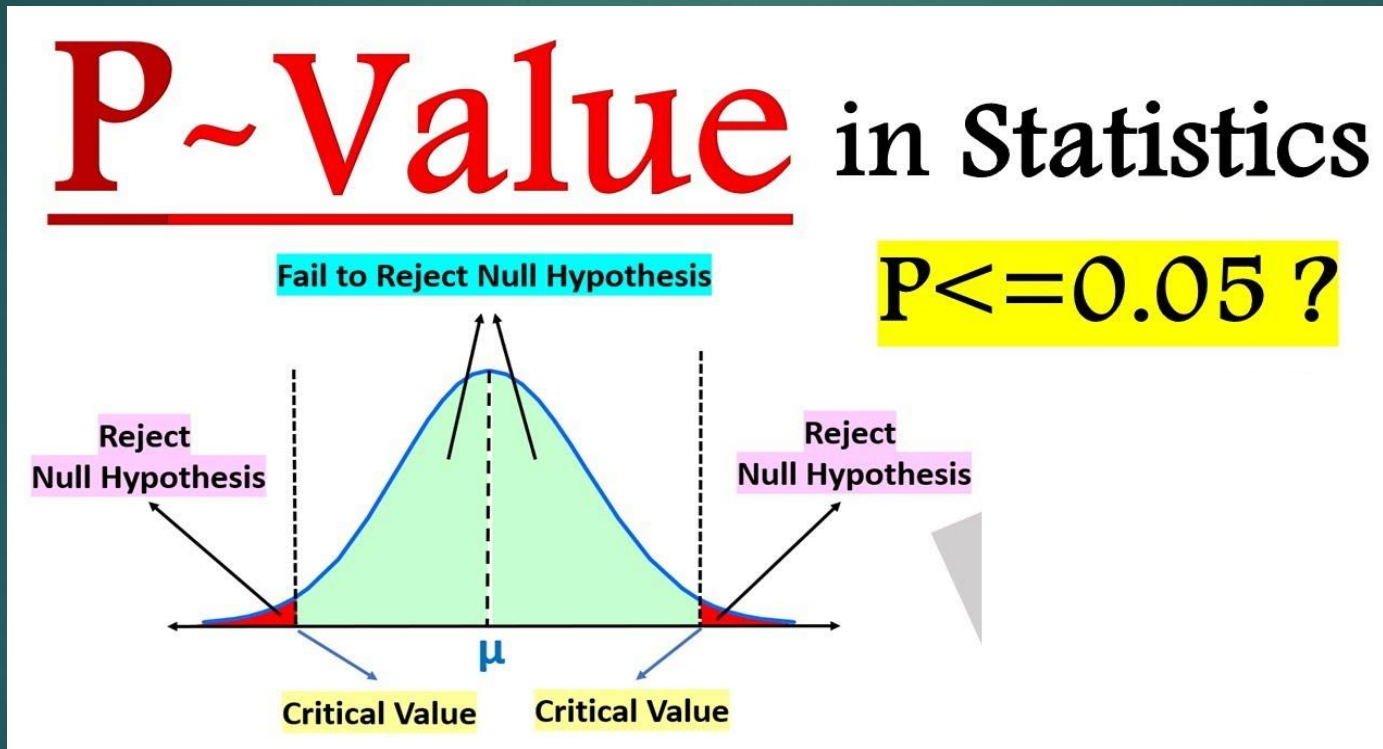 P~Value in Statistics
P<=0.05 ?
Fail to Reject Null Hypothesis
Reject
Null Hypothesis
Reject
Null Hypothesis
μ
Critical Value
Critical Value